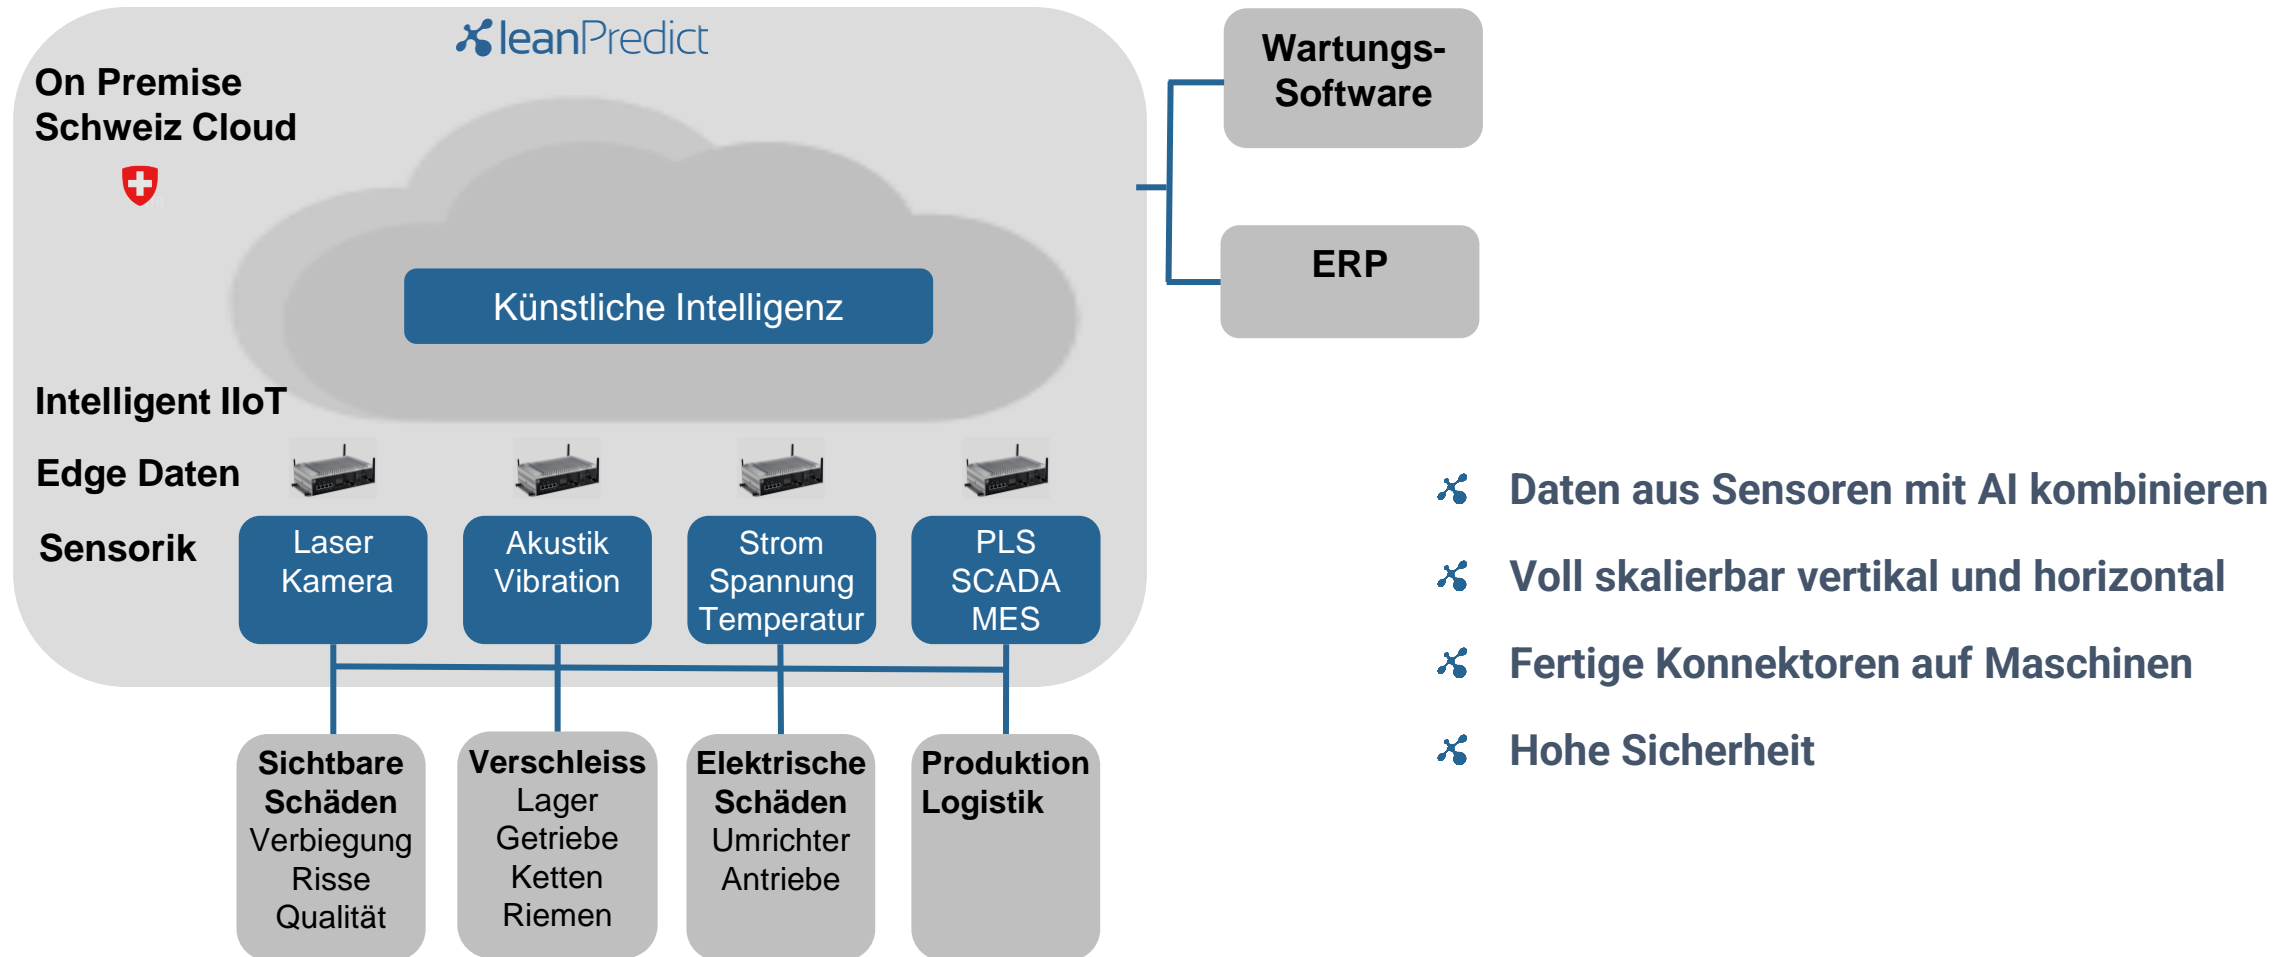 leanPredict
On Premise
Schweiz Cloud
Künstliche Intelligenz
Intelligent IIoT
Edge Daten
Sensorik
Laser
Kamera
Akustik
Vibration
Strom
Spannung
Temperatur
PLS
SCADA
MES
Sichtbare
Schäden
Verbiegung
Risse
Qualität
Verschleiss
Lager
Getriebe
Ketten
Riemen
Elektrische
Schäden
Umrichter
Antriebe
Produktion
Logistik
Wartungs-
Software
ERP
Daten aus Sensoren mit AI kombinieren
Voll skalierbar vertikal und horizontal
Fertige Konnektoren auf Maschinen
Hohe Sicherheit